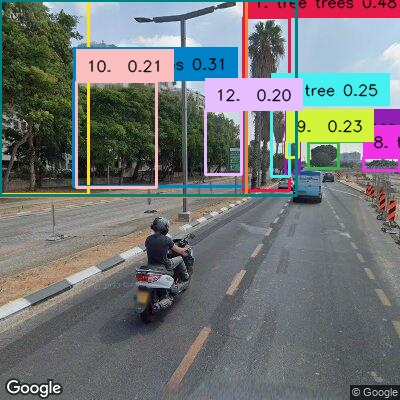 1. tree trees 0.48
es 0.31
10. 0.21
tree 0.25
12. 0.20
9. 0.23
8. t
Google
© Google